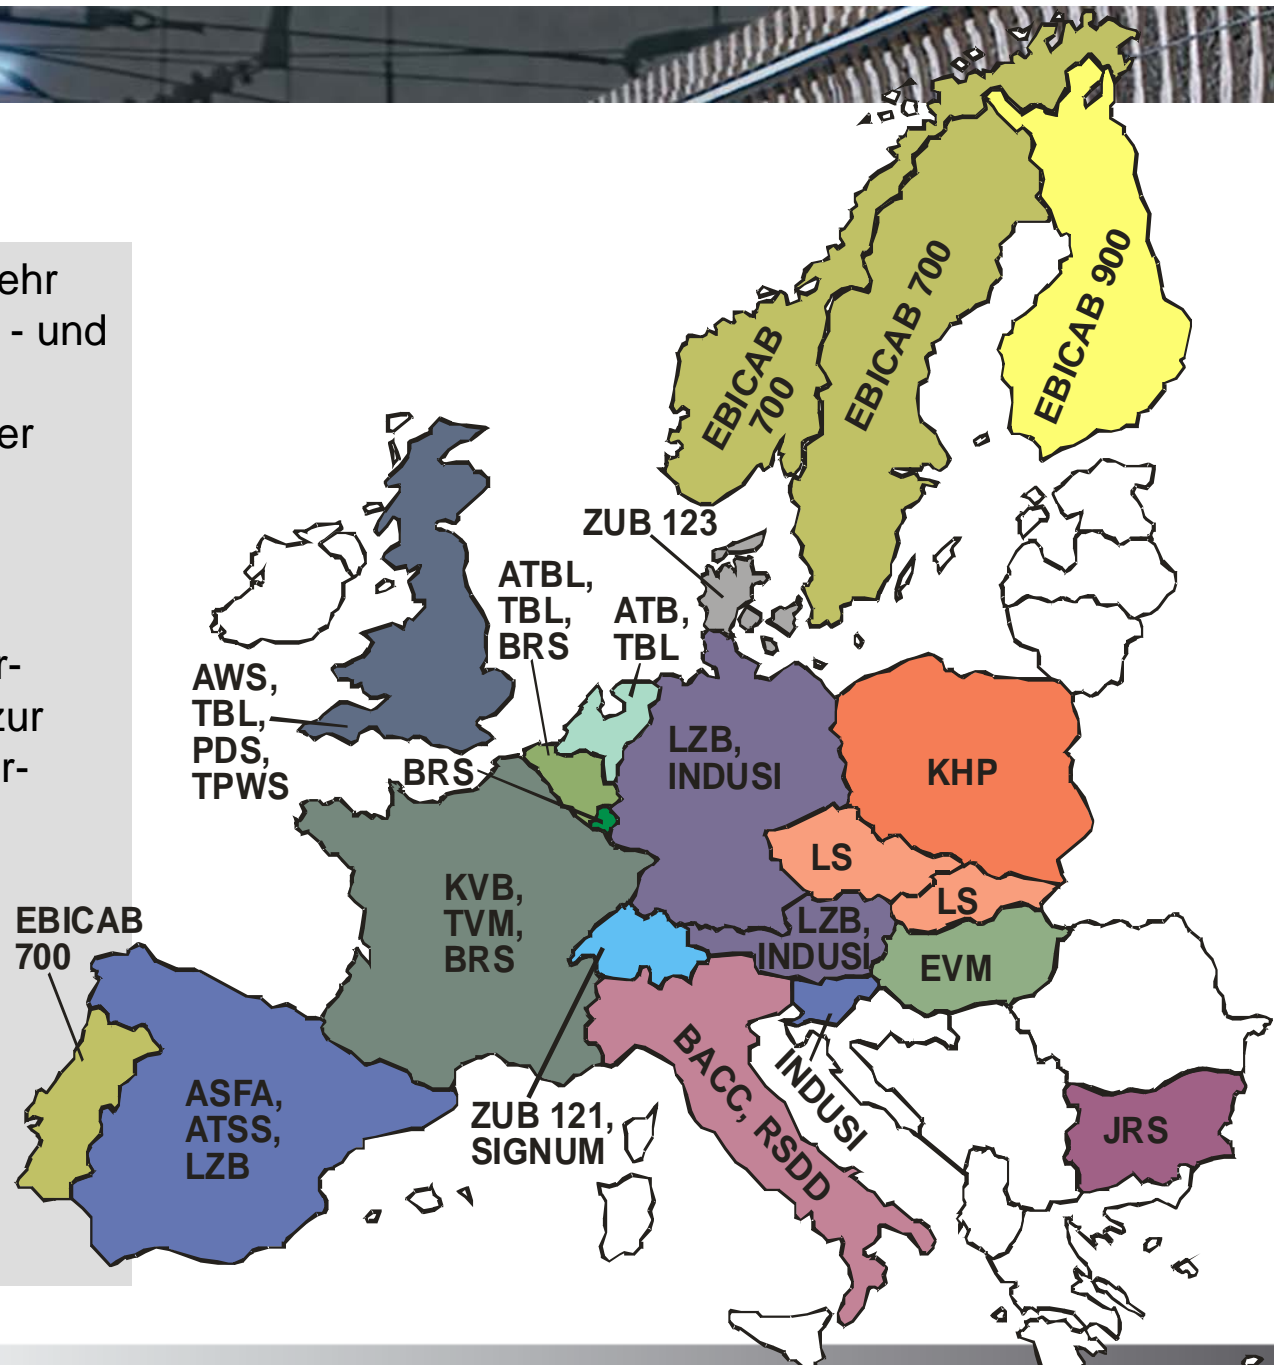 ehr
- und
er
r-
zur
r-
EBICAB 700
EBICAB
700
EBICAB 900
ZUB 123
ATBL,
TBL,
BRS
ATB,
TBL
AWS,
TBL,
PDS,
TPWS
BRS
LZB,
INDUSI
KHP
LS
LS
KVB,
TVM,
BRS
LZB,
INDUSI
EVM
EBICAB
700
ASFA,
ATSS,
LZB
ZUB 121,
SIGNUM
BACC, RSDD
INDUSI
JRS